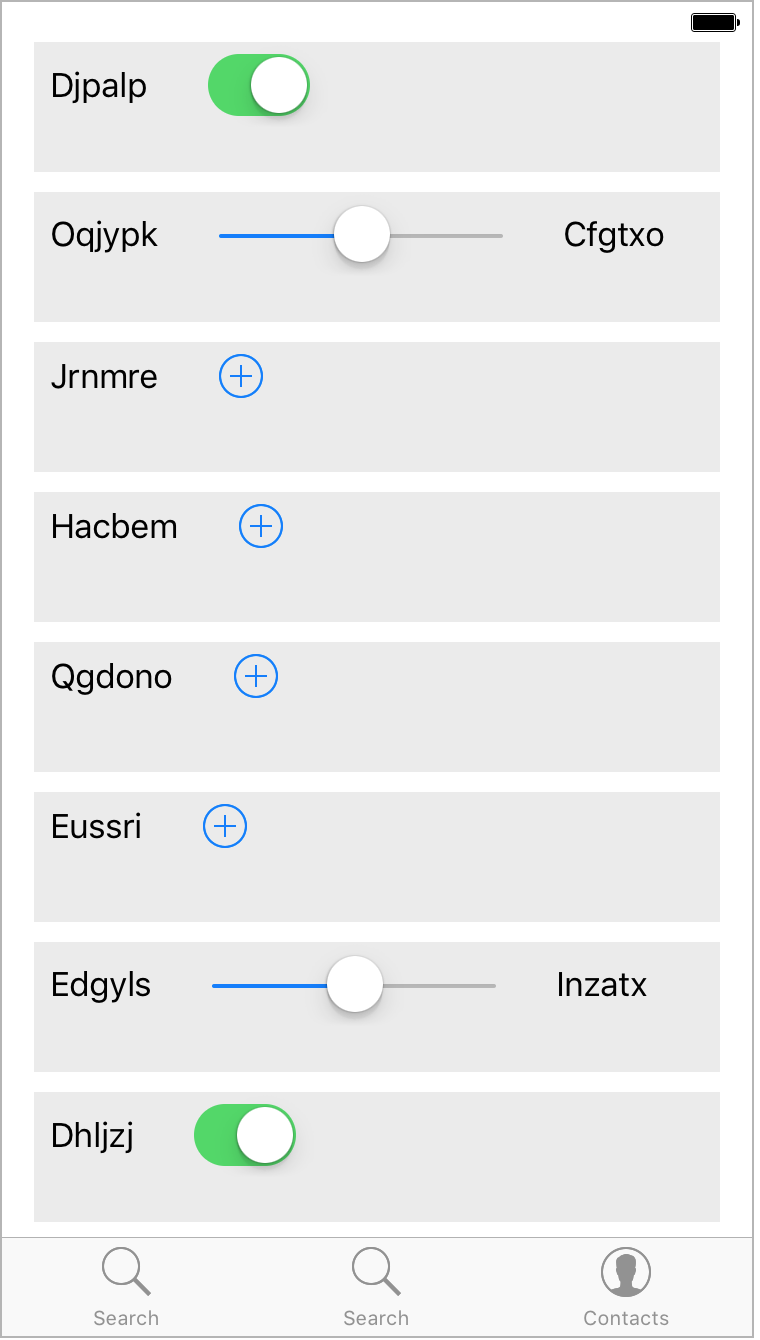 Djpalp
Oqjypk Cfgtxo
Jrnmre
Hacbem
Qgdono
Eussri
Edgyls Inzatx
Dhljzj
Search Search Contacts